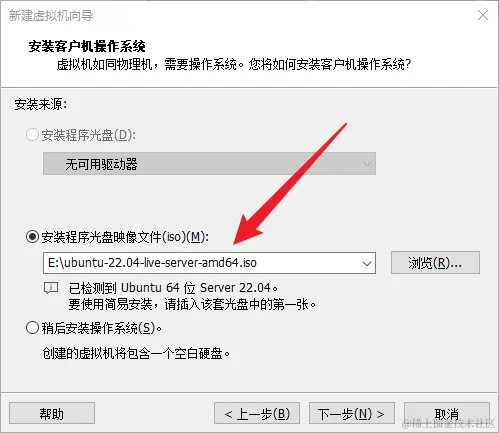 新建虚拟机向导
安装客户机操作系统
虚拟机如同物理机，需要操作系统。您将如何安装客户机操作系统?
安装来源:
安装程序光盘(D):
无可用驱动器
安装程序光盘映像文件(iso)(M):
E:\ubuntu-22.04-live-server-amd64.iso
浏览(R)...
已检测到 Ubuntu 64 位 Server 22.04。
要使用简易安装，请插入该套光盘中的第一张。
稍后安装操作系统(S)。
创建的虚拟机将包含一个空白硬盘。
帮助
< 上一步(B)
下一步(N) >
取消
@稀土掘金技术社区